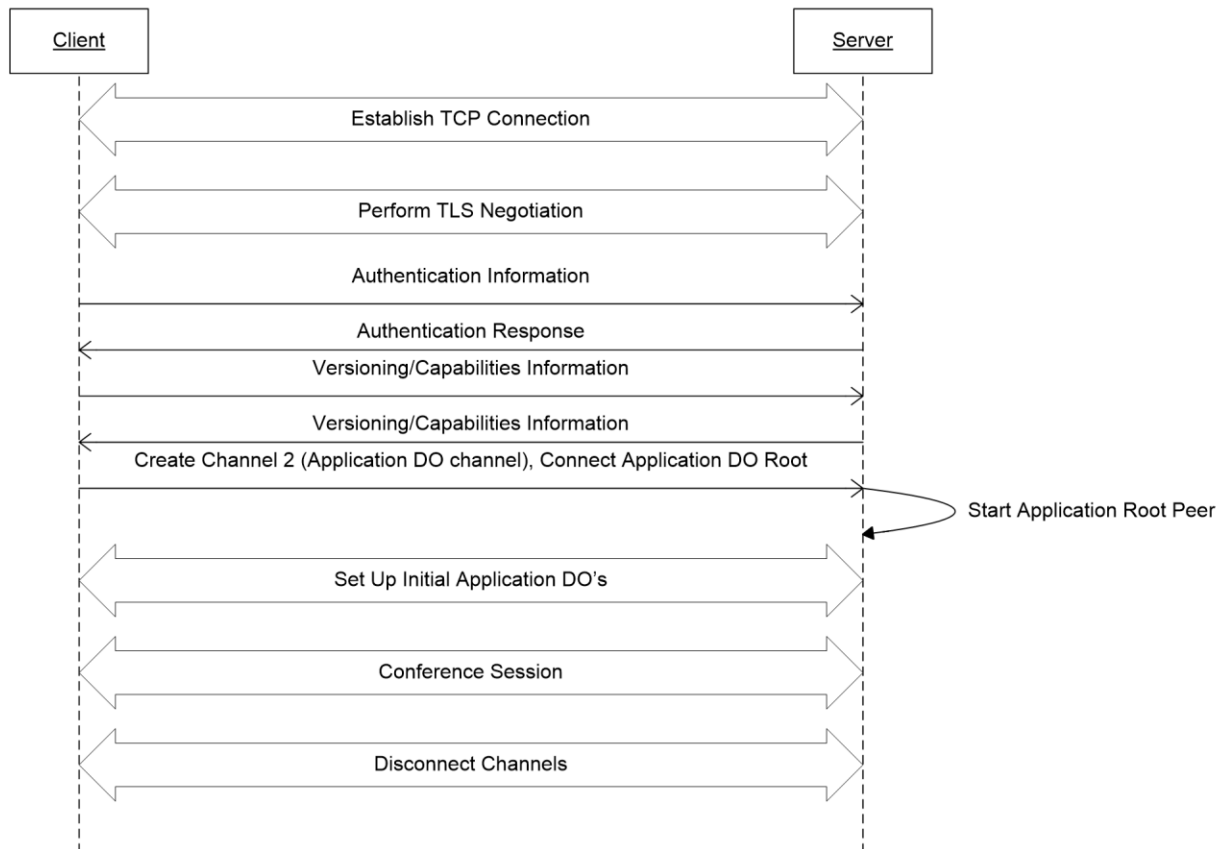 Client
Server
Establish TCP Connection
Perform TLS Negotiation
Authentication Information
Authentication Response
Versioning/Capabilities Information
Versioning/Capabilities Information
Create Channel 2 (Application DO channel), Connect Application DO Root
Start Application Root Peer
Set Up Initial Application DO’s
Conference Session
Disconnect Channels